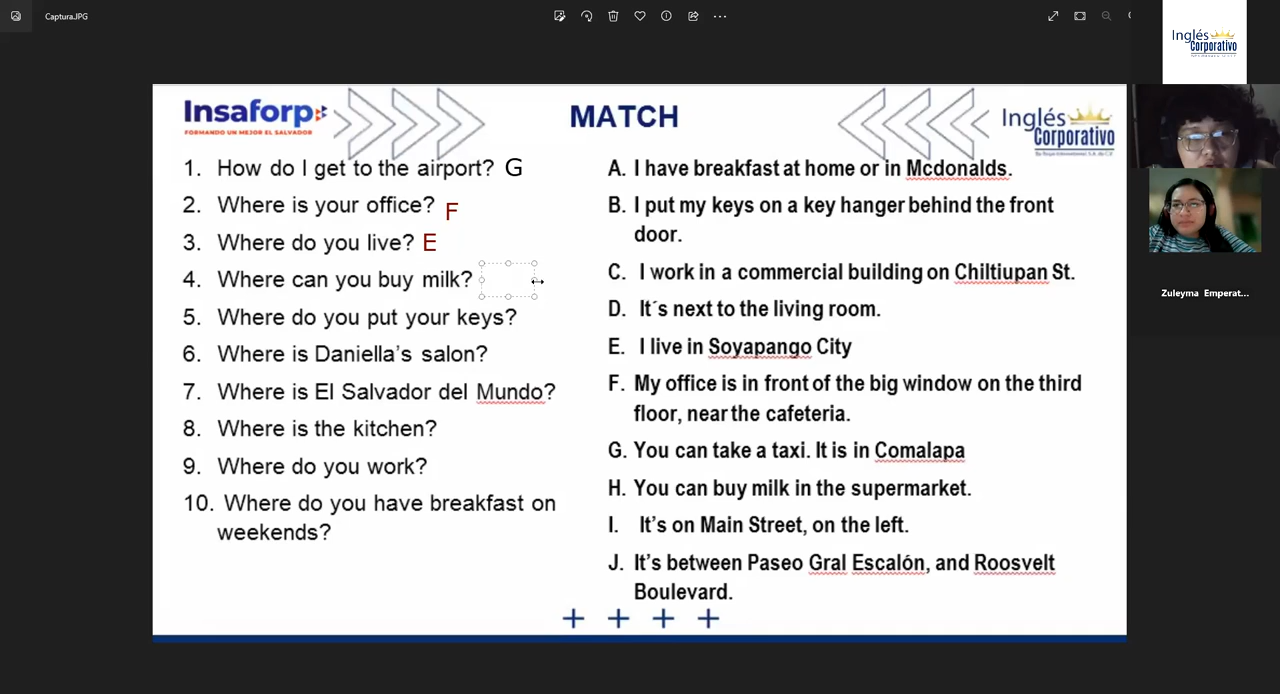 Captura.JPG
Inglés
Corporativo
Insaforp
FORMANDO UN MEJOR EL SALVADOR
MATCH
Inglés
Corporativo
1. How do I get to the airport? G
2. Where is your office? F
3. Where do you live? E
4. Where can you buy milk?
5. Where do you put your keys?
6. Where is Daniella's salon?
7. Where is El Salvador del Mundo?
8. Where is the kitchen?
9. Where do you work?
10. Where do you have breakfast on
weekends?
A. I have breakfast at home or in Mcdonalds.
B. I put my keys on a key hanger behind the front
door.
C. I work in a commercial building on Chiltiupan St.
D. It´s next to the living room.
E. I live in Soyapango City
F. My office is in front of the big window on the third
floor, near the cafeteria.
G. You can take a taxi. It is in Comalapa
H. You can buy milk in the supermarket.
I. It's on Main Street, on the left.
J. It's between Paseo Gral Escalón, and Roosvelt
Boulevard.
Zuleyma Emperat...